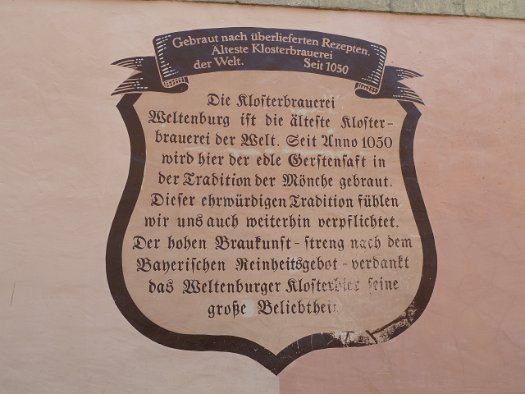 Gebraut nach überlieferten Rezepten.
Älteste Klosterbrauerei
der Welt. Seit 1050
Die Klosterbrauerei
Weltenburg ist die älteste Kloster-
brauerei der Welt. Seit Anno 1050
wird hier der edle Gerstensaft in
der Tradition der Mönche gebraut.
Dieser ehrwürdigen Tradition fühlen
wir uns auch weiterhin verpflichtet.
Der hohen Braukunst - streng nach dem
Bayerischen Reinheitsgebot - verdankt
das Weltenburger Klosterbier seine
große Beliebtheit